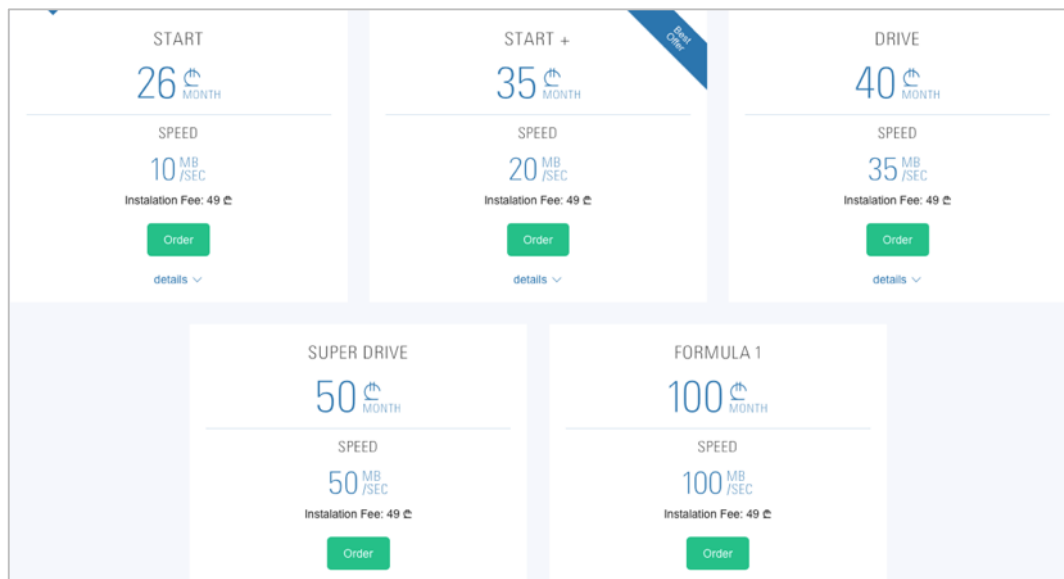 START
26 ₾ MONTH
SPEED
10 MB /SEC
Instalation Fee: 49 ₾
Order
details
START +
Best Offer
35 ₾ MONTH
SPEED
20 MB /SEC
Instalation Fee: 49 ₾
Order
details
DRIVE
40 ₾ MONTH
SPEED
35 MB /SEC
Instalation Fee: 49 ₾
Order
details
SUPER DRIVE
50 ₾ MONTH
SPEED
50 MB /SEC
Instalation Fee: 49 ₾
Order
FORMULA 1
100 ₾ MONTH
SPEED
100 MB /SEC
Instalation Fee: 49 ₾
Order